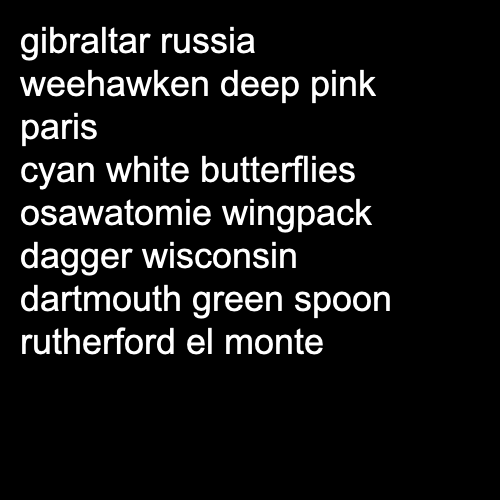 gibraltar russia
weehawken deep pink
paris
cyan white butterflies
osawatomie wingpack
dagger wisconsin
dartmouth green spoon
rutherford el monte